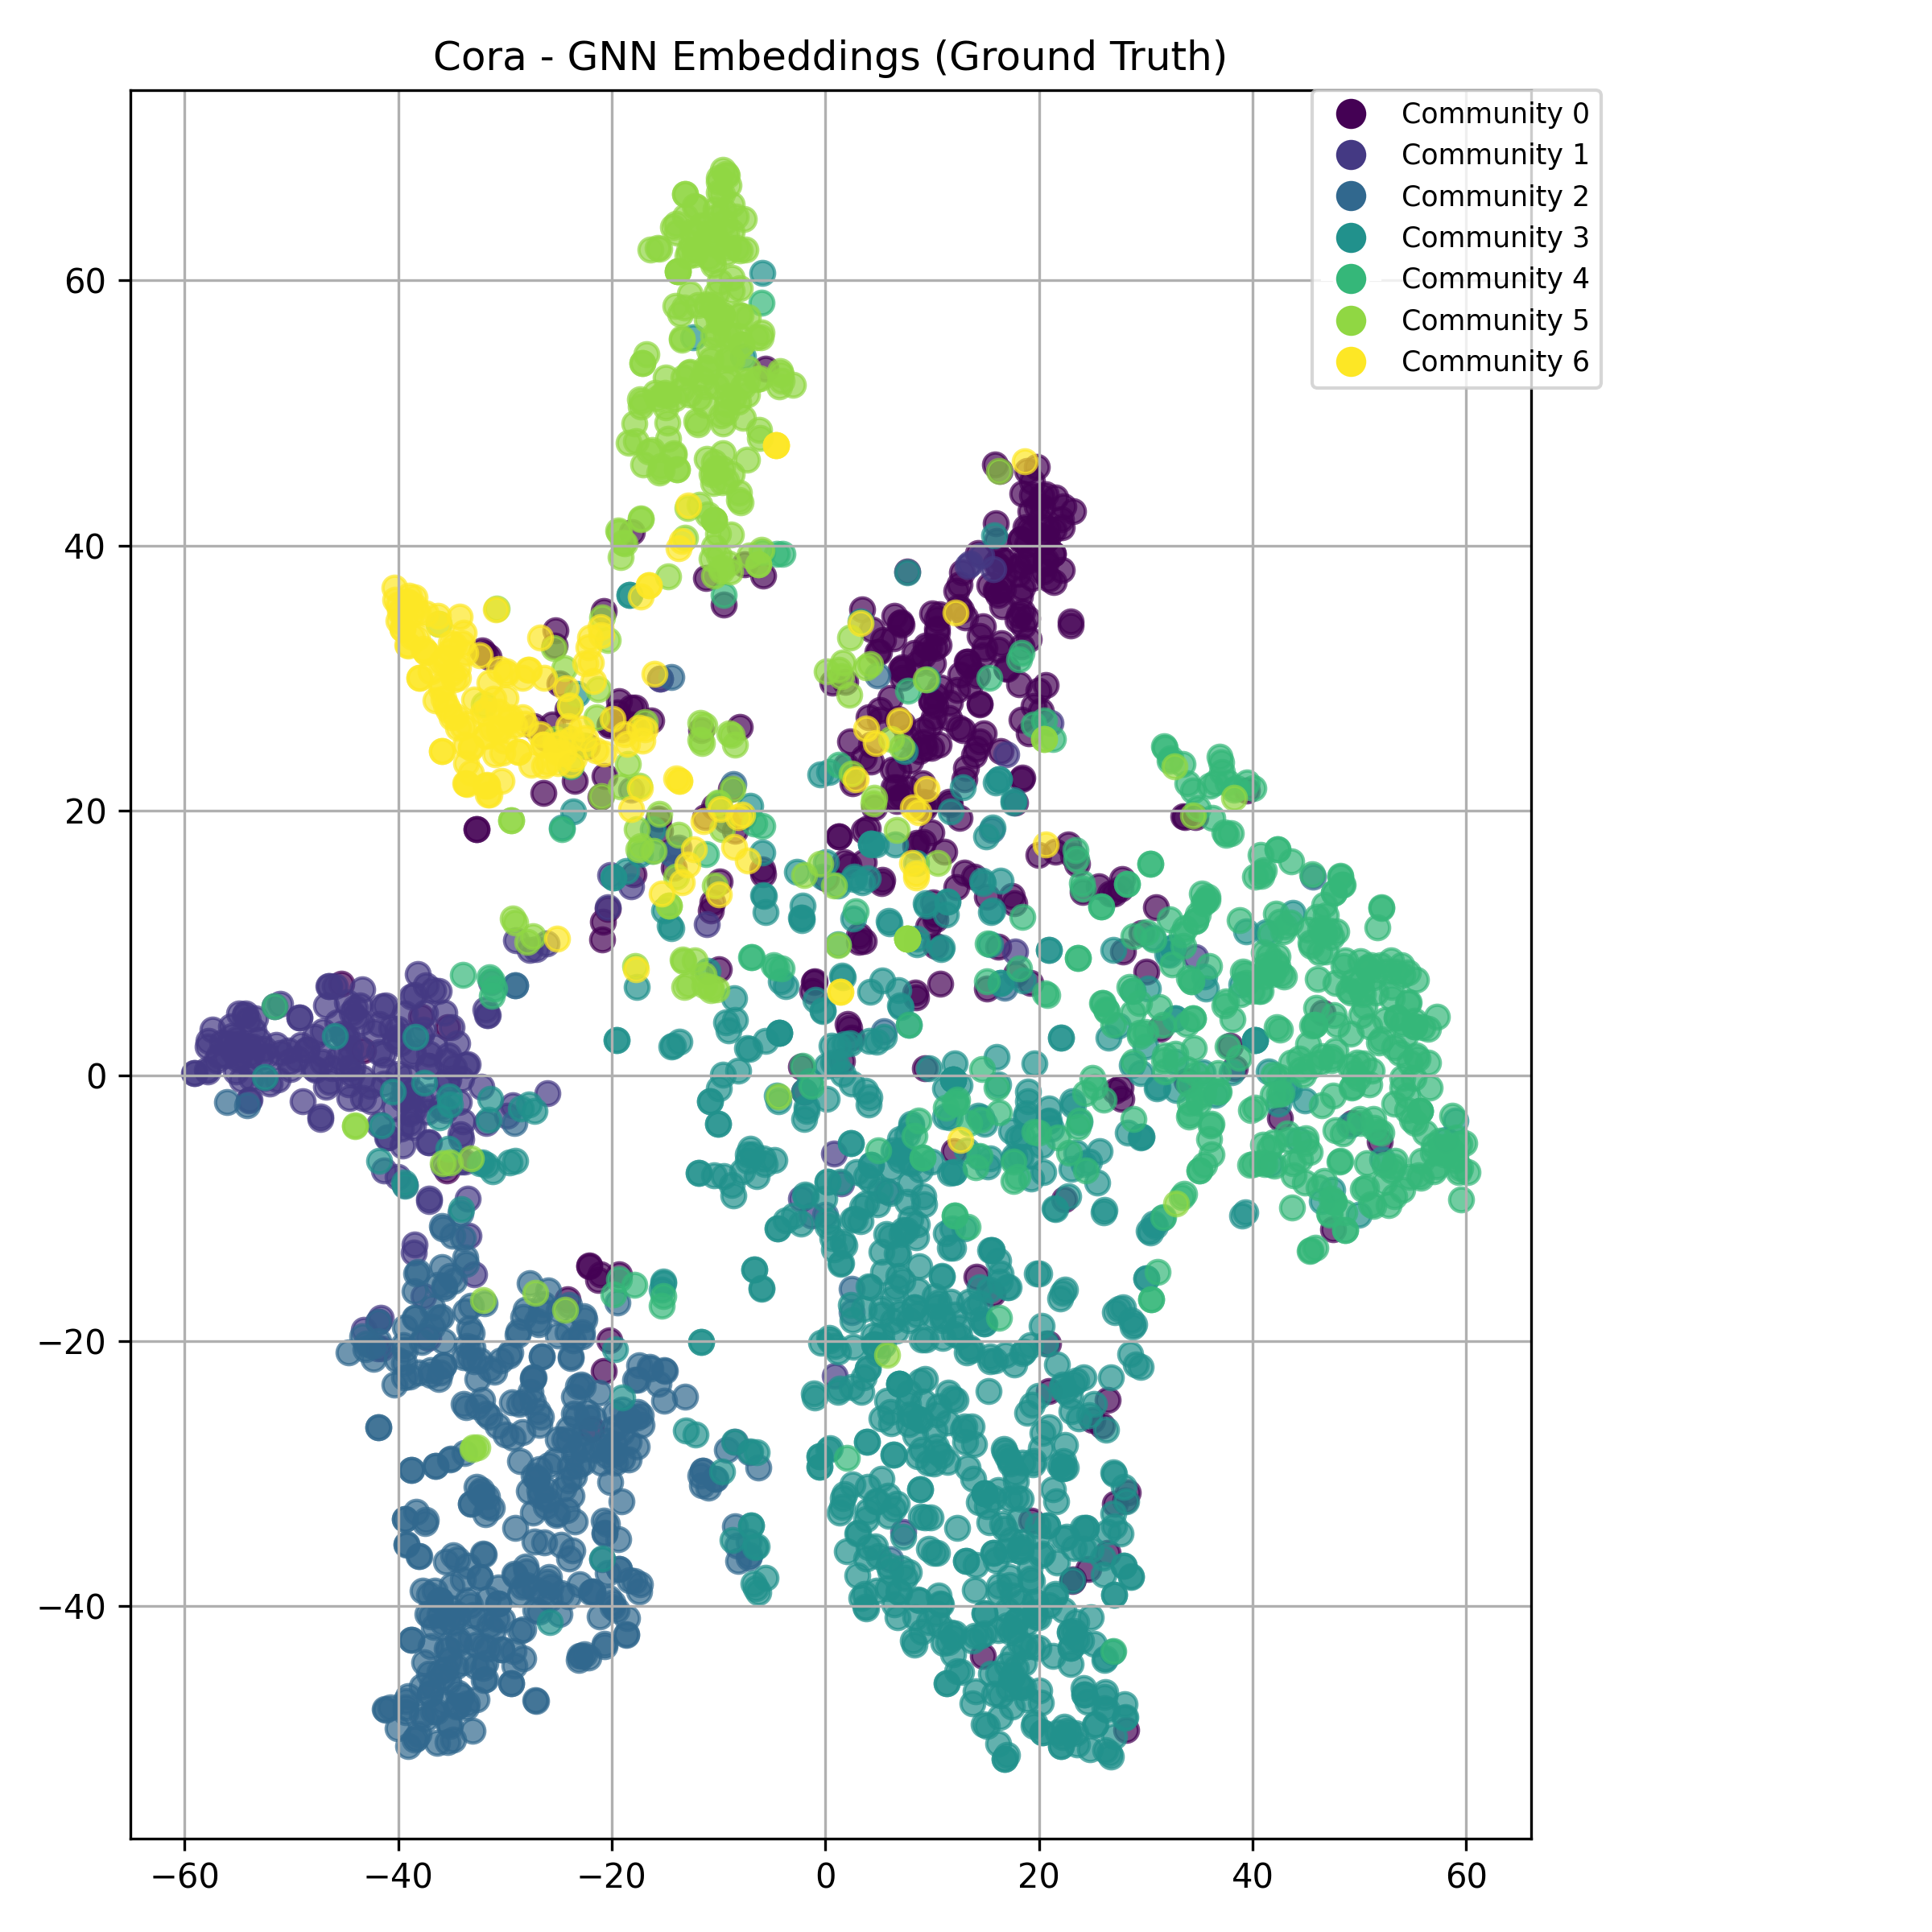 Cora - GNN Embeddings (Ground Truth)
Community 0
Community 1
Community 2
Community 3
Community 4
Community 5
Community 6
60
40
20
0
−20
−40
−60
−40
−20
0
20
40
60